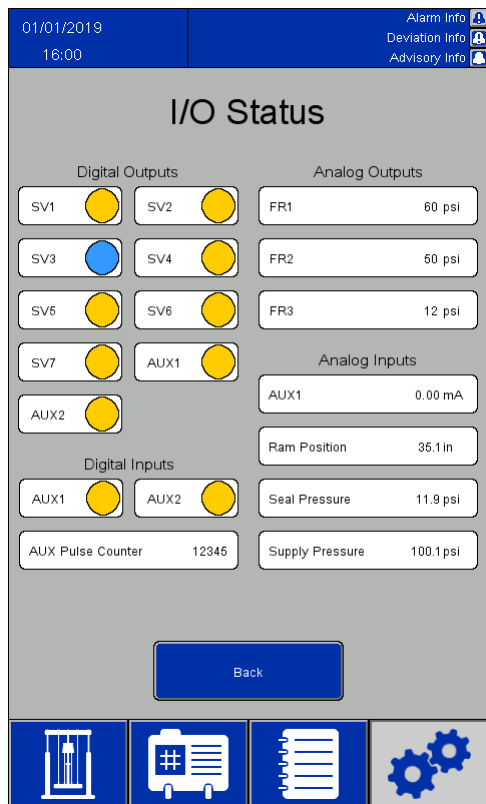 01/01/2019
16:00
Alarm Info
Deviation Info
Advisory Info
I/O Status
Digital Outputs
SV1
SV2
SV3
SV4
SV5
SV6
SV7
AUX1
AUX2
Digital Inputs
AUX1
AUX2
AUX Pulse Counter 12345
Analog Outputs
FR1 60 psi
FR2 50 psi
FR3 12 psi
Analog Inputs
AUX1 0.00 mA
Ram Position 35.1 in
Seal Pressure 11.9 psi
Supply Pressure 100.1 psi
Back
#